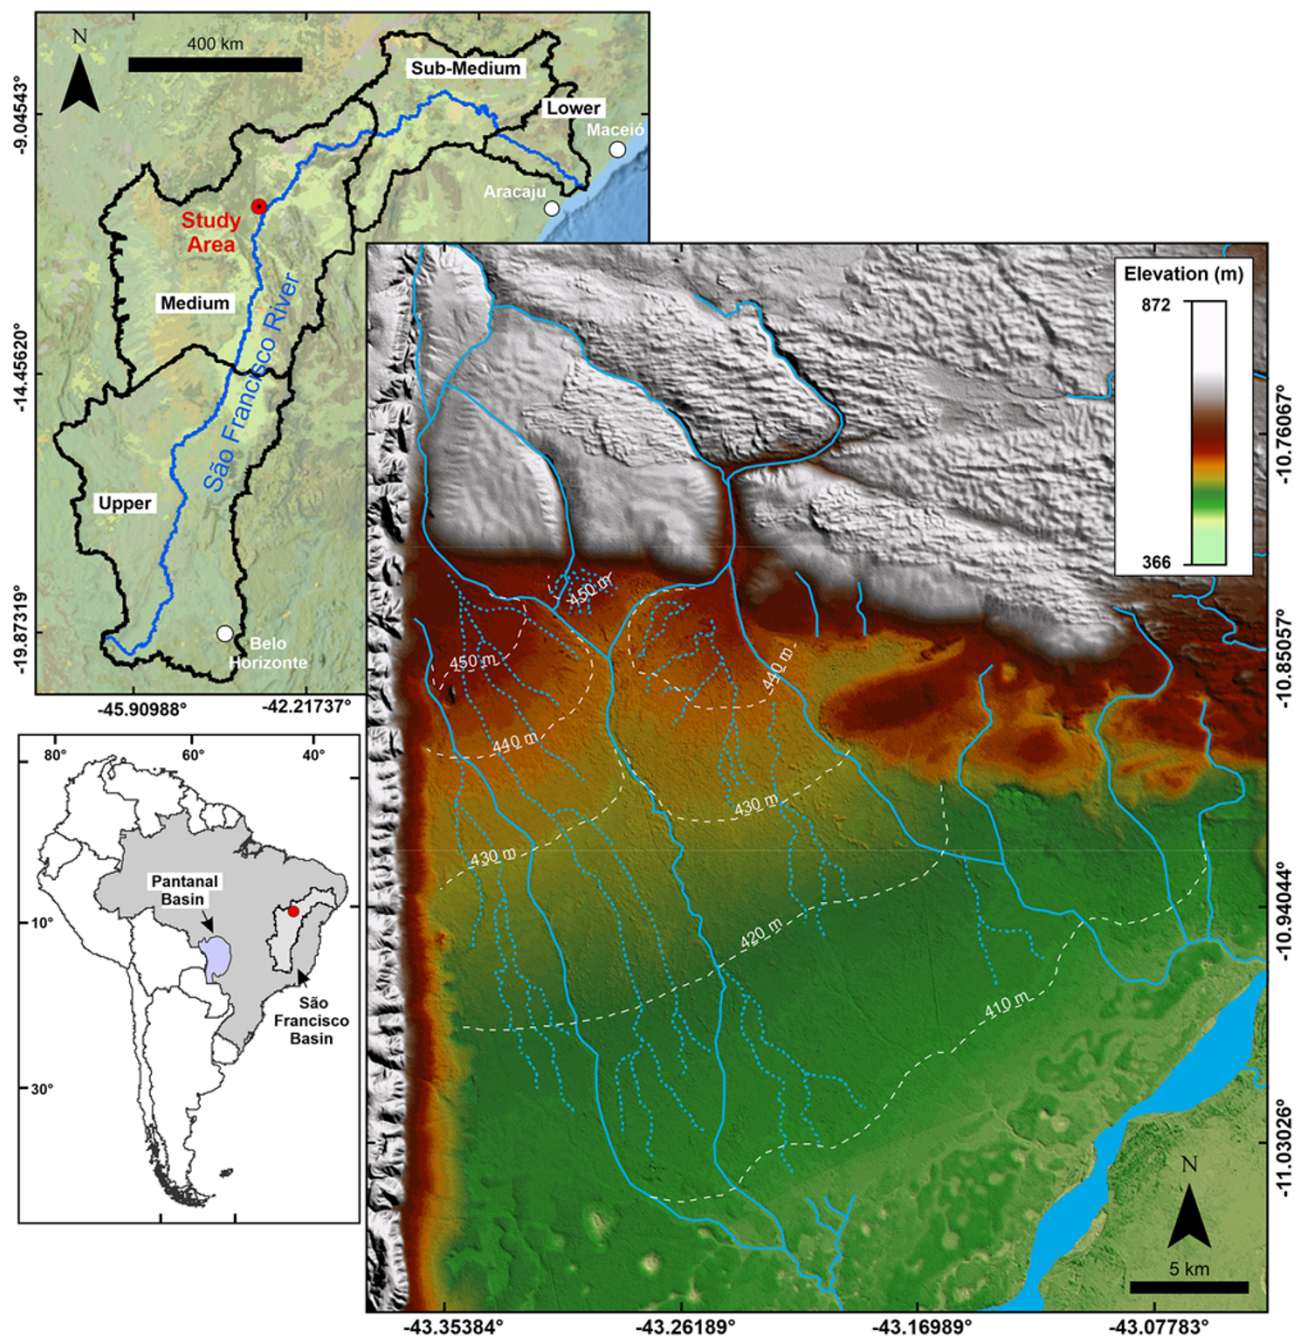 N
400 km
Sub-Medium
Lower
Maceió
Aracaju
Study
Area
Medium
São Francisco River
Upper
Belo
Horizonte
-9.04543°
-14.45620°
-19.87319°
-45.90988°
-42.21737°
80°
60°
40°
Pantanal
Basin
-10°
São
Francisco
Basin
-30°
Elevation (m)
872
366
450 m
450 m
440 m
440 m
430 m
430 m
420 m
410 m
N
5 km
-10.76067°
-10.85057°
-10.94044°
-11.03026°
-43.35384°
-43.26189°
-43.16989°
-43.07783°